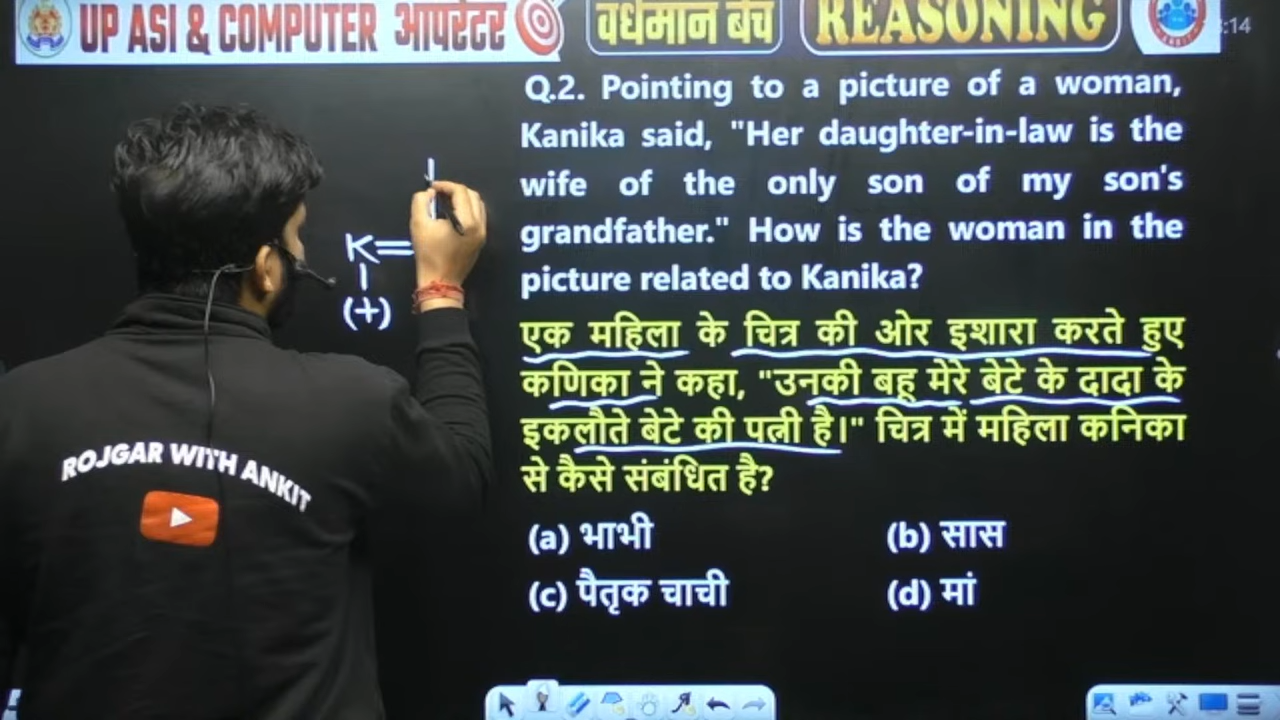 UP ASI & COMPUTER आपरेटर
वर्धमान बैच
REASONING
:14
Q.2. Pointing to a picture of a woman,
Kanika said, "Her daughter-in-law is the
wife of the only son of my son's
grandfather." How is the woman in the
picture related to Kanika?
एक महिला के चित्र की ओर इशारा करते हुए
कणिका ने कहा, "उनकी बहू मेरे बेटे के दादा के
इकलौते बेटे की पत्नी है।" चित्र में महिला कनिका
से कैसे संबंधित है?
(a) भाभी
(b) सास
(c) पैतृक चाची
(d) मां
K=
(+)
ROJGAR WITH ANKIT